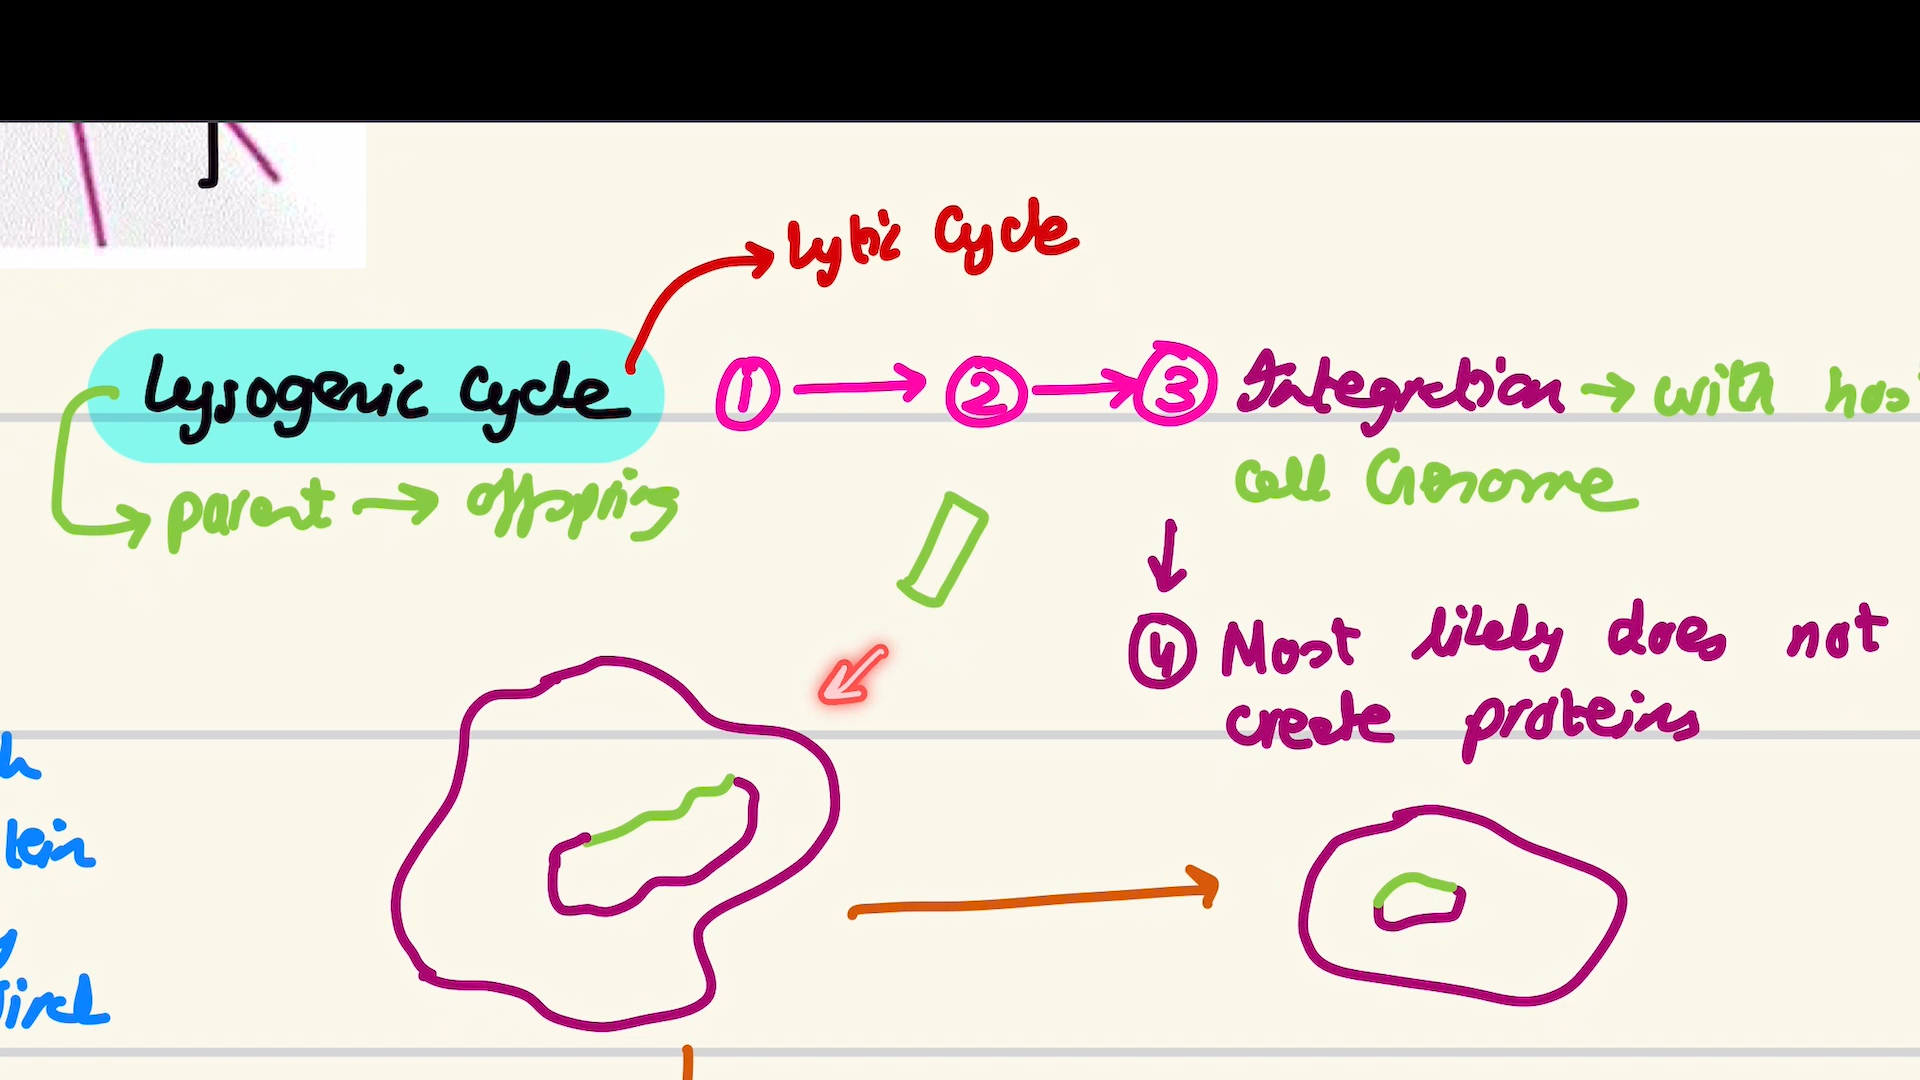 Lytic Cycle
Lysogenic Cycle ① → ② → ③ Integration → with hos
parent → offspring
cell Genome
④ Most likely does not
create proteins